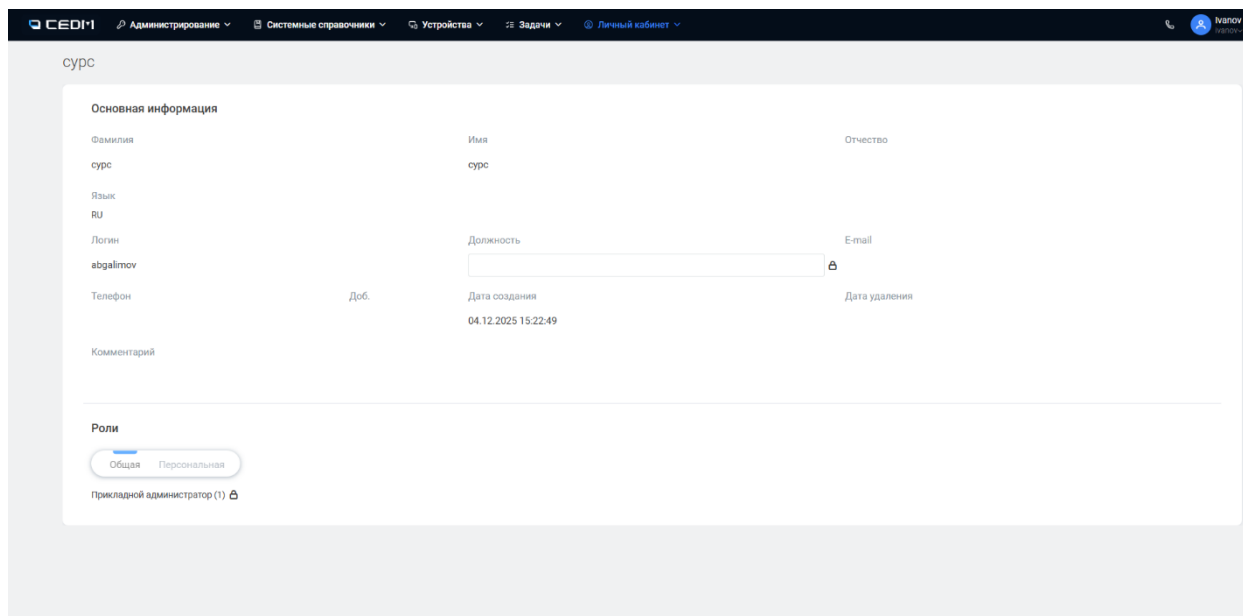 CEDM Администрирование Системные справочники Устройства Задачи Личный кабинет Ivanov
Ivanov
сурс
Основная информация
Фамилия Имя Отчество
сурс сурс
Язык
RU
Логин Должность E-mail
abgalimov
Телефон Доб. Дата создания Дата удаления
04.12.2025 15:22:49
Комментарий
Роли
Общая Персональная
Прикладной администратор (1)